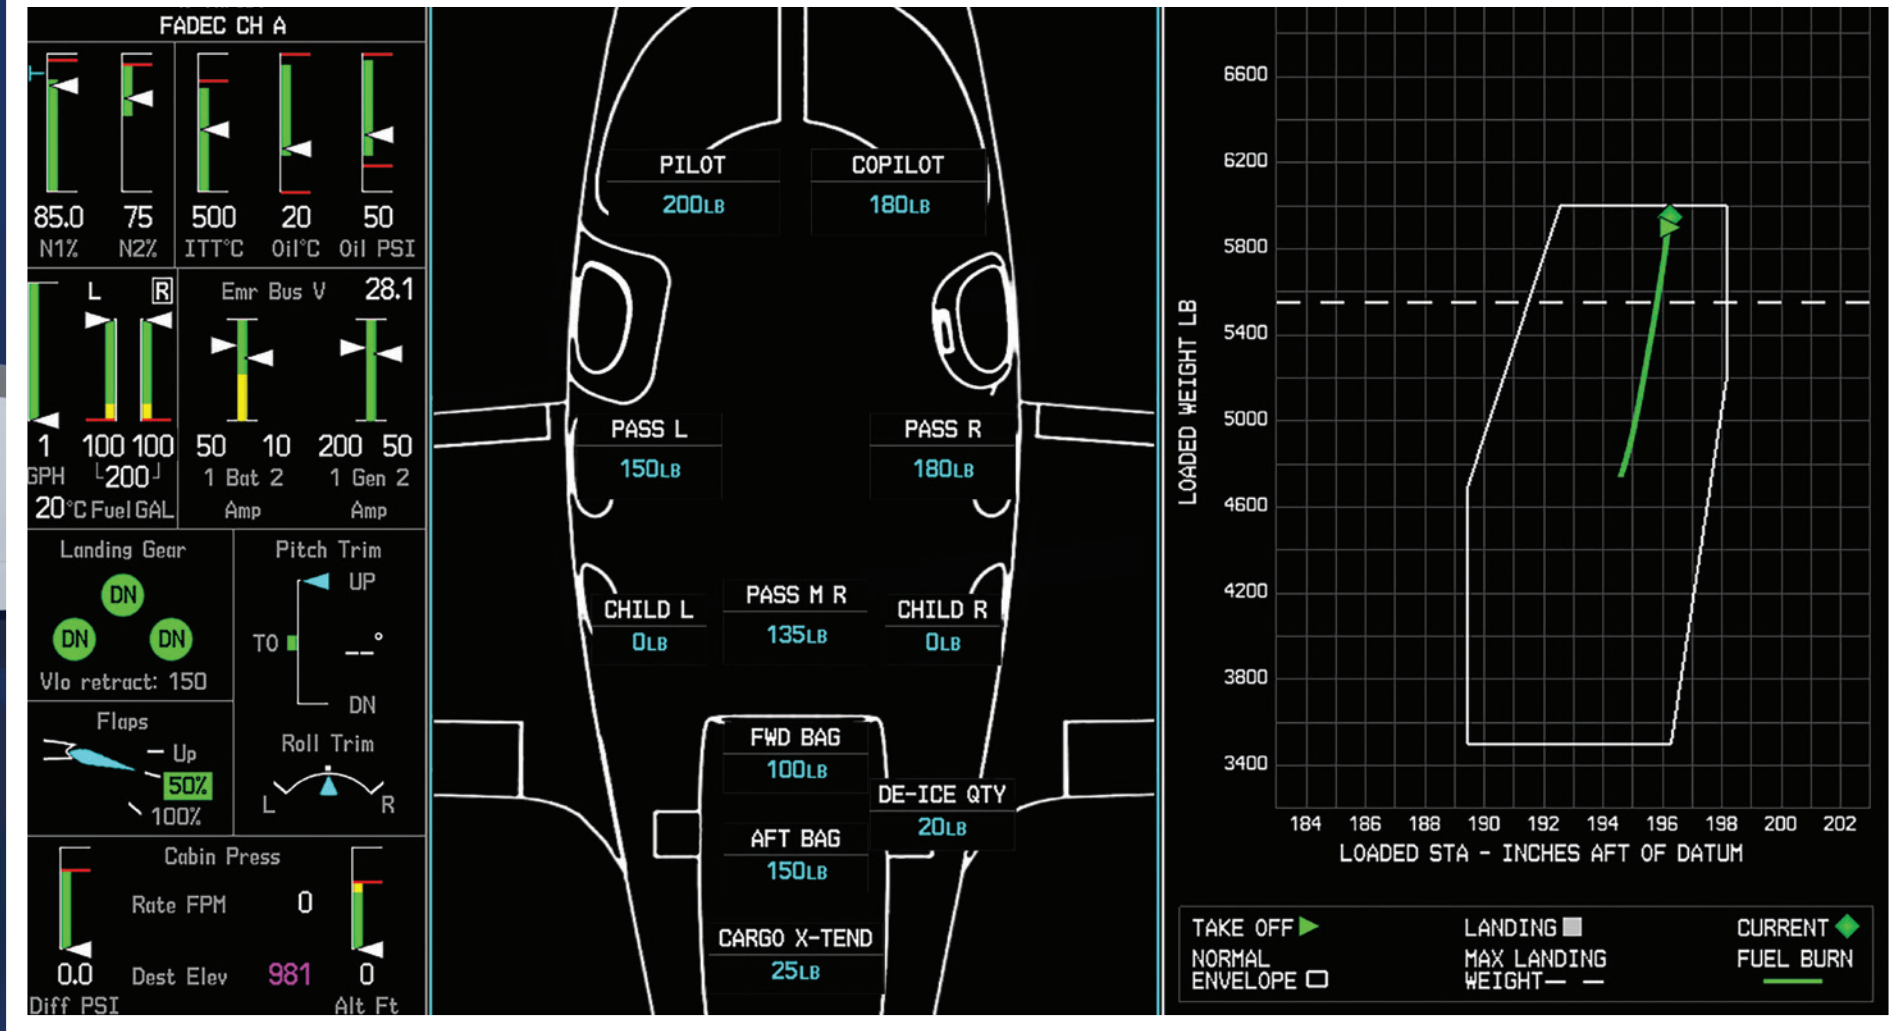 FADEC CH A
85.0 75 500 20 50
N1% N2% ITT°C Oil°C Oil PSI
L R
Emr Bus V 28.1
1 100 100 50 10 200 50
GPH 200 1 Bat 2 1 Gen 2
20°C Fuel GAL Amp Amp
Landing Gear
DN
DN DN
Vlo retract: 150
Pitch Trim
UP
TO __°
DN
Flaps
Up
50%
100%
Roll Trim
L R
Cabin Press
Rate FPM 0
0.0 Dest Elev 981 0
Diff PSI Alt Ft
PILOT
200LB
COPILOT
180LB
PASS L
150LB
PASS R
180LB
CHILD L
0LB
PASS M R
135LB
CHILD R
0LB
FWD BAG
100LB
DE-ICE QTY
20LB
AFT BAG
150LB
CARGO X-TEND
25LB
LOADED WEIGHT LB
6600
6200
5800
5400
5000
4600
4200
3800
3400
184 186 188 190 192 194 196 198 200 202
LOADED STA - INCHES AFT OF DATUM
TAKE OFF LANDING CURRENT
NORMAL MAX LANDING FUEL BURN
ENVELOPE WEIGHT